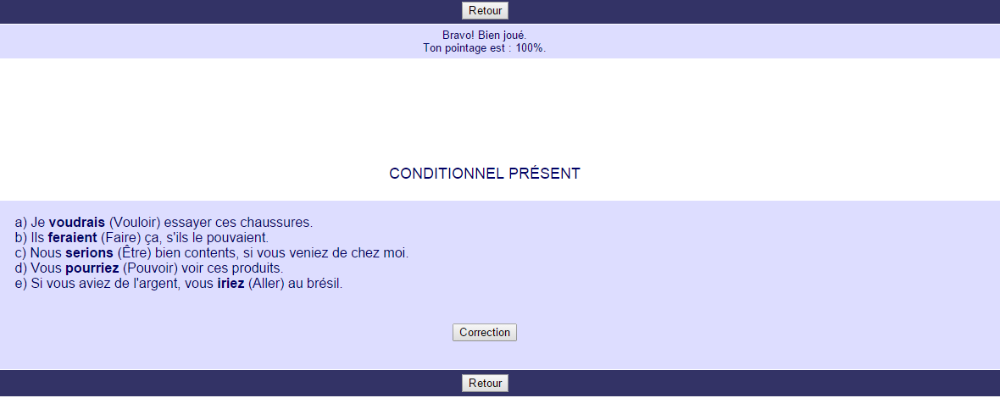 Retour
Bravo! Bien joué.
Ton pointage est : 100%.
CONDITIONNEL PRÉSENT
a) Je voudrais (Vouloir) essayer ces chaussures.
b) Ils feraient (Faire) ça, s'ils le pouvaient.
c) Nous serions (Être) bien contents, si vous veniez de chez moi.
d) Vous pourriez (Pouvoir) voir ces produits.
e) Si vous aviez de l'argent, vous iriez (Aller) au brésil.
Correction
Retour